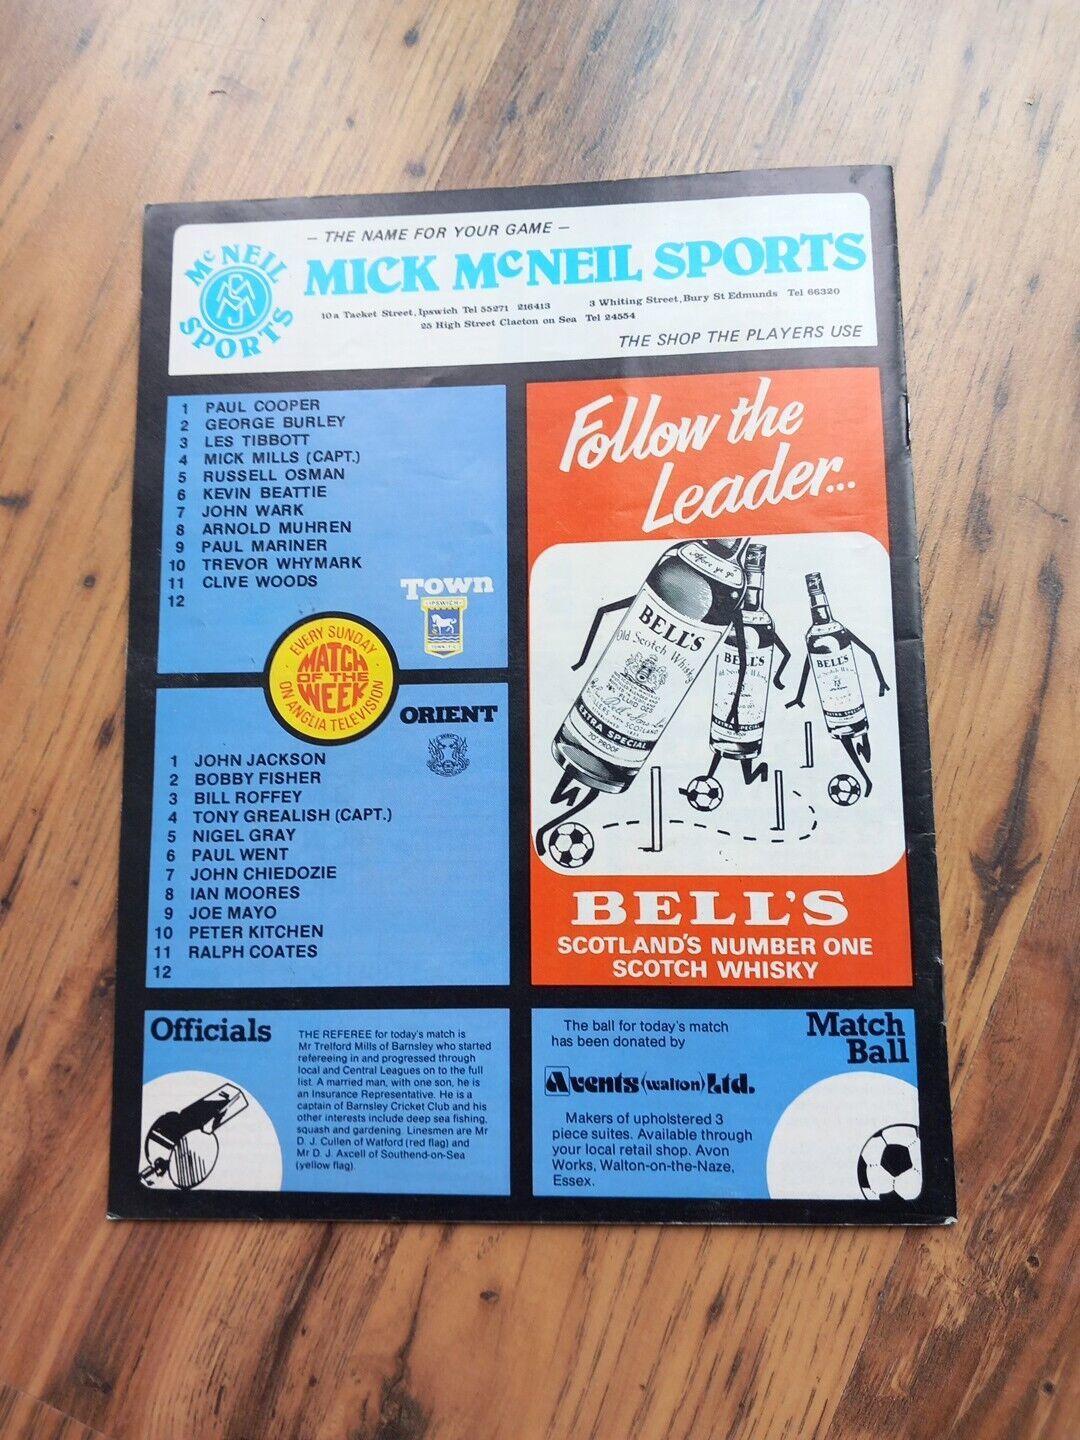 McNEIL SPORTS
– THE NAME FOR YOUR GAME –
MICK McNEIL SPORTS
10a Tacket Street, Ipswich Tel 55271 216413 3 Whiting Street, Bury St Edmunds Tel 66320
25 High Street Clacton on Sea Tel 24554
THE SHOP THE PLAYERS USE
1 PAUL COOPER
2 GEORGE BURLEY
3 LES TIBBOTT
4 MICK MILLS (CAPT.)
5 RUSSELL OSMAN
6 KEVIN BEATTIE
7 JOHN WARK
8 ARNOLD MUHREN
9 PAUL MARINER
10 TREVOR WHYMARK
11 CLIVE WOODS
12
TOWN
IPSWICH
TOWN F.C.
EVERY SUNDAY
MATCH
OF THE
WEEK
ON ANGLIA TELEVISION
ORIENT
1 JOHN JACKSON
2 BOBBY FISHER
3 BILL ROFFEY
4 TONY GREALISH (CAPT.)
5 NIGEL GRAY
6 PAUL WENT
7 JOHN CHIEDOZIE
8 IAN MOORES
9 JOE MAYO
10 PETER KITCHEN
11 RALPH COATES
12
Follow the
Leader...
Afore ye go
BELL'S
Old Scotch Whisky
EXTRA SPECIAL
70 PROOF
BELL'S
EXTRA SPECIAL
BELL'S
EXTRA SPECIAL
BELL'S
SCOTLAND'S NUMBER ONE
SCOTCH WHISKY
Officials
THE REFEREE for today's match is
Mr Trelford Mills of Barnsley who started
refereeing in and progressed through
local and Central Leagues on to the full
list. A married man, with one son, he is
an Insurance Representative. He is a
captain of Barnsley Cricket Club and his
other interests include deep sea fishing,
squash and gardening. Linesmen are Mr
D. J. Cullen of Watford (red flag) and
Mr D. J. Axcell of Southend-on-Sea
(yellow flag).
Match
Ball
The ball for today's match
has been donated by
Avents (walton) Ltd.
Makers of upholstered 3
piece suites. Available through
your local retail shop. Avon
Works, Walton-on-the-Naze,
Essex.